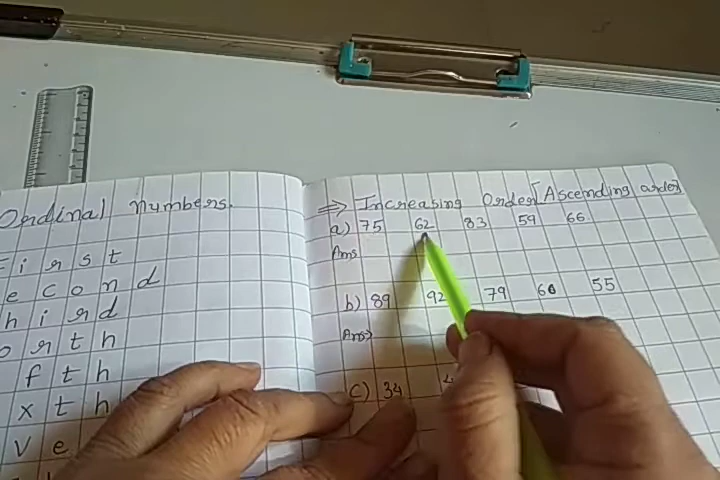 Ordinal numbers.
First
econd
hird
orth
fth
xth
ve
⇒ Increasing Order [Ascending order
a) 75 62 83 59 66
Ans
b) 89 92 79 60 55
Ans>
c) 34